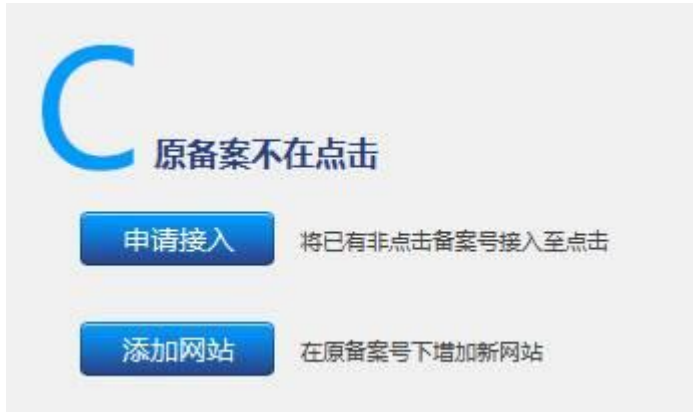 C 原备案不在点击
申请接入 将已有非点击备案号接入至点击
添加网站 在原备案号下增加新网站